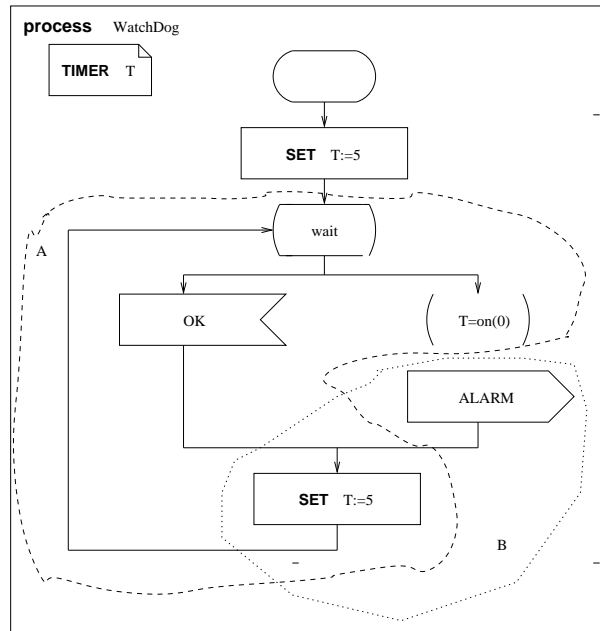 process WatchDog
TIMER T
SET T:=5
wait
A
OK
T=on(0)
ALARM
SET T:=5
B